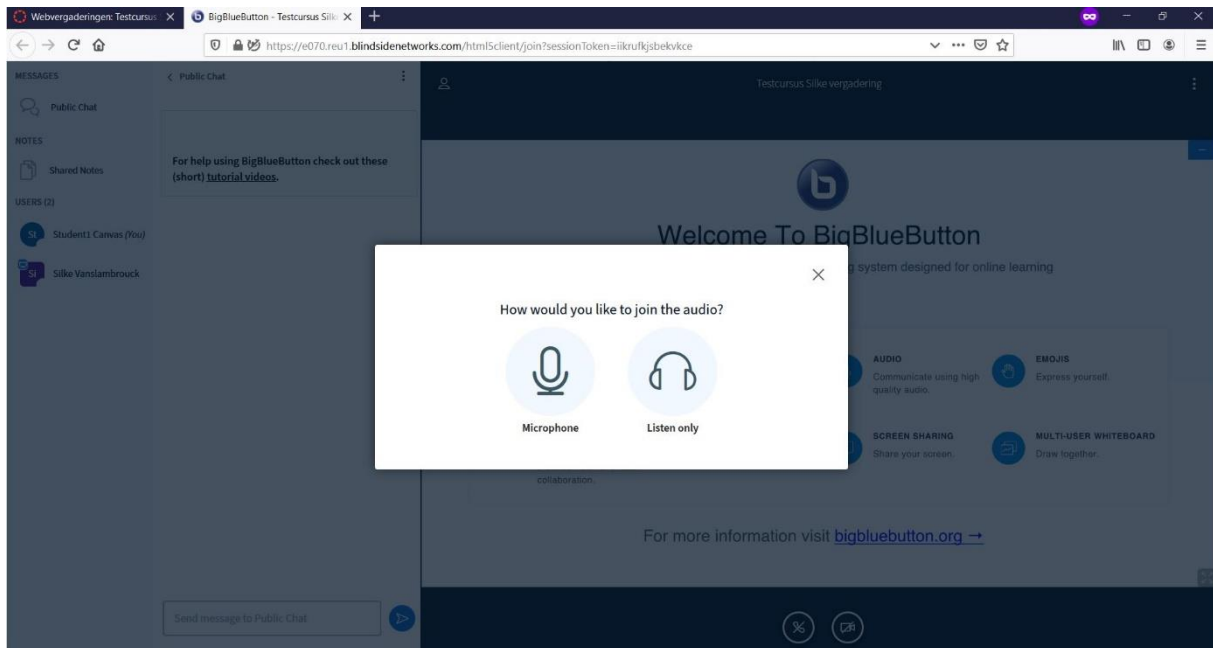 Webvergaderingen: Testcursus
BigBlueButton - Testcursus Silk
https://e070.reu1.blindsidenetworks.com/html5client/join?sessionToken=iikrufkjsbekvkce
MESSAGES
Public Chat
NOTES
Shared Notes
USERS (2)
St
Student1 Canvas (You)
Si
Silke Vanslambrouck
Public Chat
For help using BigBlueButton check out these
(short) tutorial videos.
Send message to Public Chat
Testcursus Silke vergadering
b
Welcome To BigBlueButton
system designed for online learning
How would you like to join the audio?
Microphone
Listen only
AUDIO
Communicate using high
quality audio.
EMOJIS
Express yourself.
SCREEN SHARING
Share your screen.
MULTI-USER WHITEBOARD
Draw together.
collaboration.
For more information visit bigbluebutton.org →